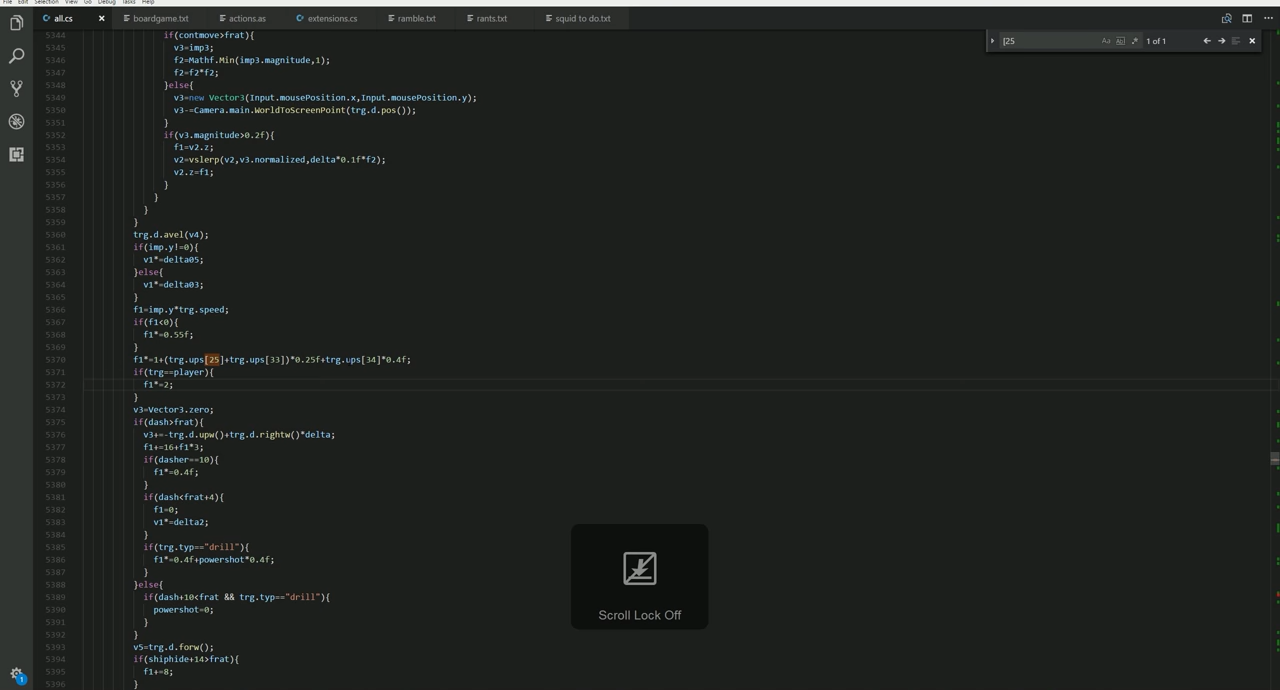 File Edit Selection View Go Debug Tasks Help
all.cs × boardgame.txt actions.as extensions.cs ramble.txt rants.txt squid to do.txt
[25 Aa Ab| .* 1 of 1
5344 if(contmove>frat){
5345 v3=imp3;
5346 f2=Mathf.Min(imp3.magnitude,1);
5347 f2=f2*f2;
5348 }else{
5349 v3=new Vector3(Input.mousePosition.x,Input.mousePosition.y);
5350 v3-=Camera.main.WorldToScreenPoint(trg.d.pos());
5351 }
5352 if(v3.magnitude>0.2f){
5353 f1=v2.z;
5354 v2=vslerp(v2,v3.normalized,delta*0.1f*f2);
5355 v2.z=f1;
5356 }
5357 }
5358 }
5359 }
5360 trg.d.avel(v4);
5361 if(imp.y!=0){
5362 v1*=delta05;
5363 }else{
5364 v1*=delta03;
5365 }
5366 f1=imp.y*trg.speed;
5367 if(f1<0){
5368 f1*=0.55f;
5369 }
5370 f1*=1+(trg.ups[25]+trg.ups[33])*0.25f+trg.ups[34]*0.4f;
5371 if(trg==player){
5372 f1*=2;
5373 }
5374 v3=Vector3.zero;
5375 if(dash>frat){
5376 v3+=-trg.d.upw()+trg.d.rightw()*delta;
5377 f1+=16+f1*3;
5378 if(dasher==10){
5379 f1*=0.4f;
5380 }
5381 if(dash<frat+4){
5382 f1=0;
5383 v1*=delta2;
5384 }
5385 if(trg.typ=="drill"){
5386 f1*=0.4f+powershot*0.4f;
5387 }
5388 }else{
5389 if(dash+10<frat && trg.typ=="drill"){
5390 powershot=0;
5391 }
5392 }
5393 v5=trg.d.forw();
5394 if(shiphide+14>frat){
5395 f1+=8;
5396 }
Scroll Lock Off
1